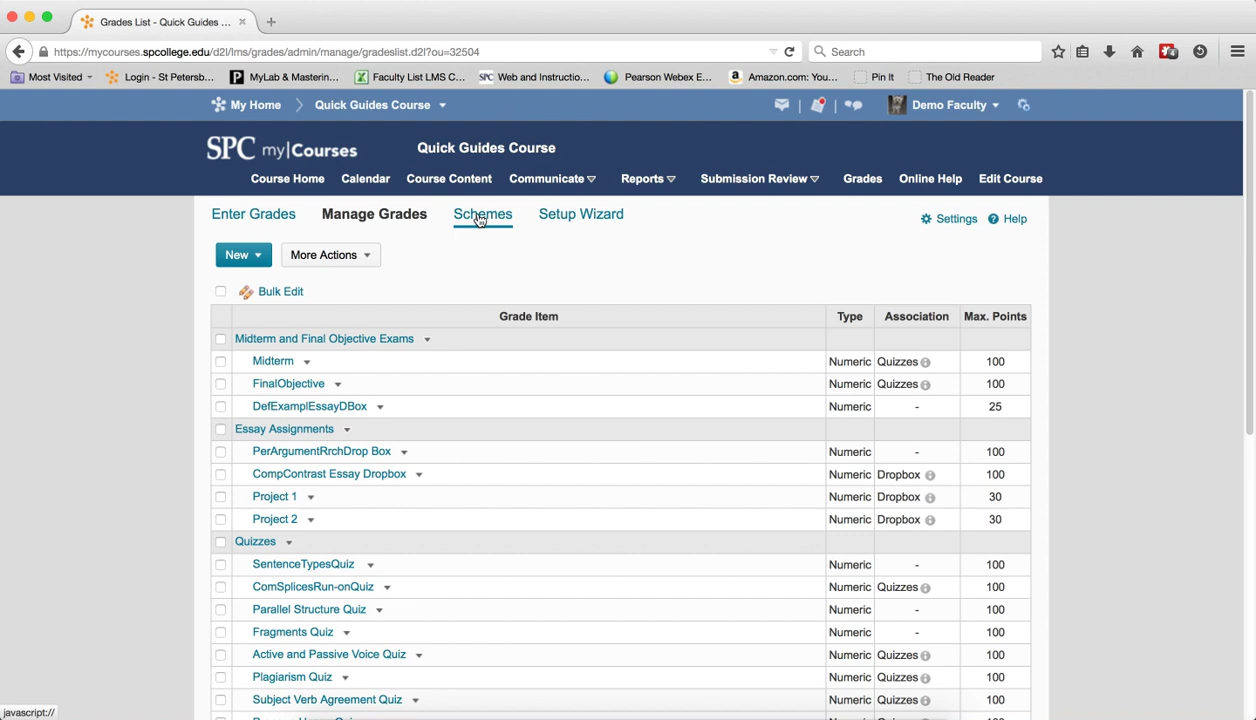 Grades List - Quick Guides ...
https://mycourses.spcollege.edu/d2l/lms/grades/admin/manage/gradeslist.d2l?ou=32504
Search
Most Visited
Login - St Petersb...
MyLab & Masterin...
Faculty List LMS C...
SPC Web and Instructio...
Pearson Webex E...
Amazon.com: You...
Pin It
The Old Reader
My Home
Quick Guides Course
Demo Faculty
SPC my|Courses
Quick Guides Course
Course Home Calendar Course Content Communicate Reports Submission Review Grades Online Help Edit Course
Enter Grades Manage Grades Schemes Setup Wizard
Settings Help
New More Actions
Bulk Edit
Grade Item Type Association Max. Points
Midterm and Final Objective Exams
Midterm Numeric Quizzes 100
FinalObjective Numeric Quizzes 100
DefExamplEssayDBox Numeric - 25
Essay Assignments
PerArgumentRrchDrop Box Numeric - 100
CompContrast Essay Dropbox Numeric Dropbox 100
Project 1 Numeric Dropbox 30
Project 2 Numeric Dropbox 30
Quizzes
SentenceTypesQuiz Numeric - 100
ComSplicesRun-onQuiz Numeric Quizzes 100
Parallel Structure Quiz Numeric - 100
Fragments Quiz Numeric - 100
Active and Passive Voice Quiz Numeric Quizzes 100
Plagiarism Quiz Numeric Quizzes 100
Subject Verb Agreement Quiz Numeric Quizzes 100
javascript://